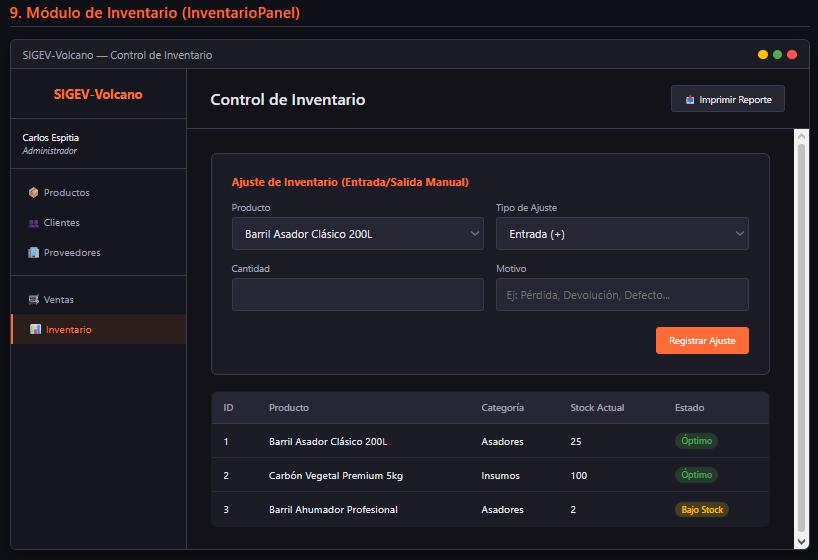 9. Módulo de Inventario (InventarioPanel)
SIGEV-Volcano — Control de Inventario
SIGEV-Volcano
Carlos Espitia
Administrador
Productos
Clientes
Proveedores
Ventas
Inventario
Control de Inventario
Imprimir Reporte
Ajuste de Inventario (Entrada/Salida Manual)
Producto Tipo de Ajuste
Barril Asador Clásico 200L Entrada (+)
Cantidad Motivo
Ej: Pérdida, Devolución, Defecto...
Registrar Ajuste
ID Producto Categoría Stock Actual Estado
1 Barril Asador Clásico 200L Asadores 25 Óptimo
2 Carbón Vegetal Premium 5kg Insumos 100 Óptimo
3 Barril Ahumador Profesional Asadores 2 Bajo Stock